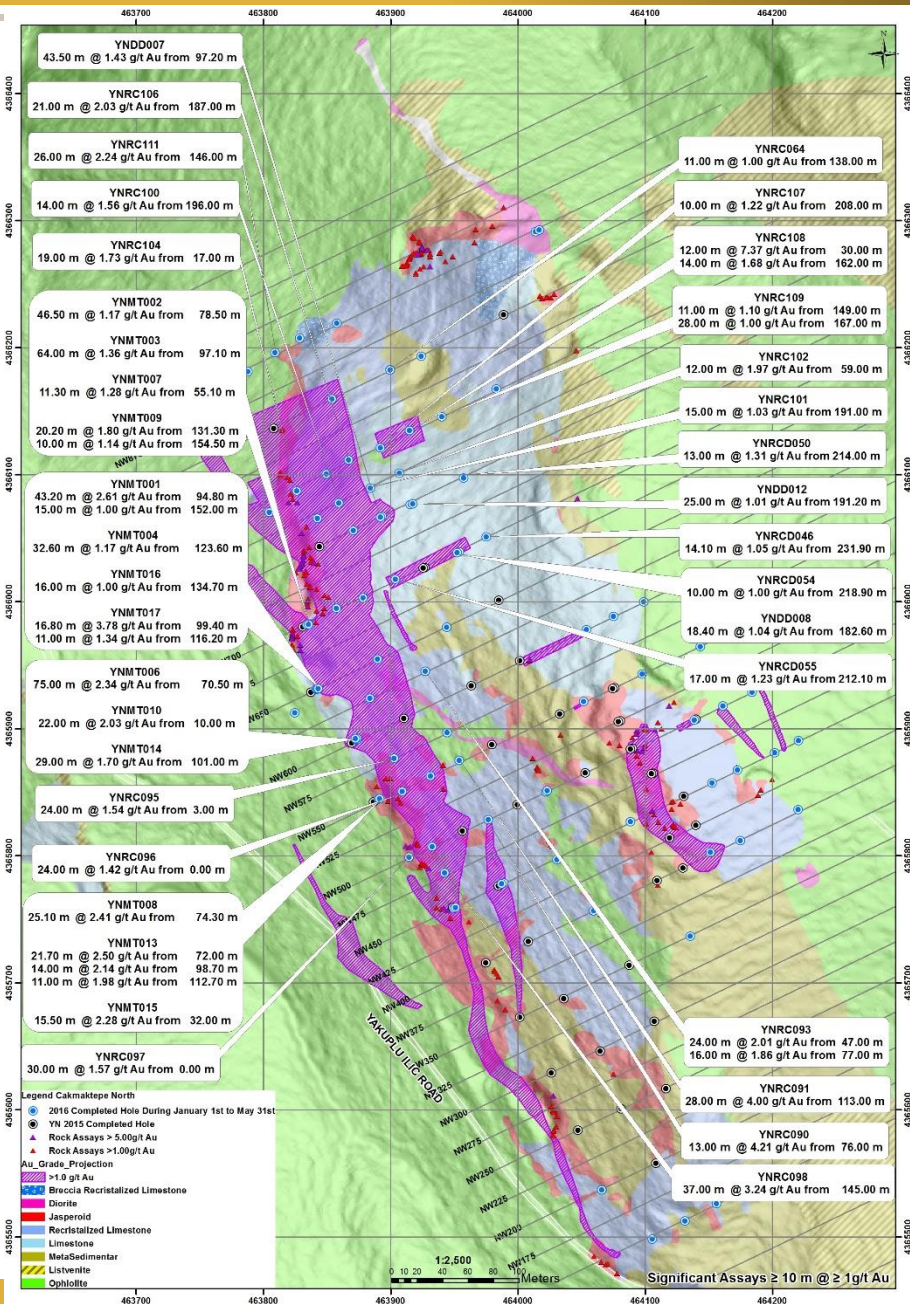 463700 463800 463900 464000 464100 464200
N
YNDD007
43.50 m @ 1.43 g/t Au from 97.20 m
YNRC106
21.00 m @ 2.03 g/t Au from 187.00 m
YNRC111
26.00 m @ 2.24 g/t Au from 146.00 m
YNRC100
14.00 m @ 1.56 g/t Au from 196.00 m
YNRC104
19.00 m @ 1.73 g/t Au from 17.00 m
YNMT002
46.50 m @ 1.17 g/t Au from 78.50 m
YNMT003
64.00 m @ 1.36 g/t Au from 97.10 m
YNMT007
11.30 m @ 1.28 g/t Au from 55.10 m
YNMT009
20.20 m @ 1.80 g/t Au from 131.30 m
10.00 m @ 1.14 g/t Au from 154.50 m
YNMT001
43.20 m @ 2.61 g/t Au from 94.80 m
15.00 m @ 1.00 g/t Au from 152.00 m
YNMT004
32.60 m @ 1.17 g/t Au from 123.60 m
YNMT016
16.00 m @ 1.00 g/t Au from 134.70 m
YNMT017
16.80 m @ 3.78 g/t Au from 99.40 m
11.00 m @ 1.34 g/t Au from 116.20 m
YNMT006
75.00 m @ 2.34 g/t Au from 70.50 m
YNMT010
22.00 m @ 2.03 g/t Au from 10.00 m
YNMT014
29.00 m @ 1.70 g/t Au from 101.00 m
YNRC095
24.00 m @ 1.54 g/t Au from 3.00 m
YNRC096
24.00 m @ 1.42 g/t Au from 0.00 m
YNMT008
25.10 m @ 2.41 g/t Au from 74.30 m
YNMT013
21.70 m @ 2.50 g/t Au from 72.00 m
14.00 m @ 2.14 g/t Au from 98.70 m
11.00 m @ 1.98 g/t Au from 112.70 m
YNMT015
15.50 m @ 2.28 g/t Au from 32.00 m
YNRC097
30.00 m @ 1.57 g/t Au from 0.00 m
YNRC064
11.00 m @ 1.00 g/t Au from 138.00 m
YNRC107
10.00 m @ 1.22 g/t Au from 208.00 m
YNRC108
12.00 m @ 7.37 g/t Au from 30.00 m
14.00 m @ 1.68 g/t Au from 162.00 m
YNRC109
11.00 m @ 1.10 g/t Au from 149.00 m
28.00 m @ 1.00 g/t Au from 167.00 m
YNRC102
12.00 m @ 1.97 g/t Au from 59.00 m
YNRC101
15.00 m @ 1.03 g/t Au from 191.00 m
YNRCD050
13.00 m @ 1.31 g/t Au from 214.00 m
YNDD012
25.00 m @ 1.01 g/t Au from 191.20 m
YNRCD046
14.10 m @ 1.05 g/t Au from 231.90 m
YNRCD054
10.00 m @ 1.00 g/t Au from 218.90 m
YNDD008
18.40 m @ 1.04 g/t Au from 182.60 m
YNRCD055
17.00 m @ 1.23 g/t Au from 212.10 m
YNRC093
24.00 m @ 2.01 g/t Au from 47.00 m
16.00 m @ 1.86 g/t Au from 77.00 m
YNRC091
28.00 m @ 4.00 g/t Au from 113.00 m
YNRC090
13.00 m @ 4.21 g/t Au from 76.00 m
YNRC098
37.00 m @ 3.24 g/t Au from 145.00 m
4366400
4366300
4366200
4366100
4366000
4365900
4365800
4365700
4365600
4365500
4366400
4366300
4366200
4366100
4366000
4365900
4365800
4365700
4365600
4365500
NW650
NW600
NW575
NW550
NW500
NW475
NW450
NW425
NW400
NW375
NW350
NW325
NW300
NW275
NW250
NW225
NW200
NW175
YAKUPLU ILIC ROAD
Legend Cakmaktepe North
2016 Completed Hole During January 1st to May 31st
YN 2015 Completed Hole
Rock Assays > 5.00g/t Au
Rock Assays >1.00g/t Au
Au_Grade_Projection
>1.0 g/t Au
Breccia Recristalized Limestone
Diorite
Jasperoid
Recristalized Limestone
Limestone
MetaSedimentar
Listvenite
Ophiolite
1:2,500
0 10 20 40 60 80 100
Meters
Significant Assays ≥ 10 m @ ≥ 1g/t Au
463700 463800 463900 464000 464100 464200